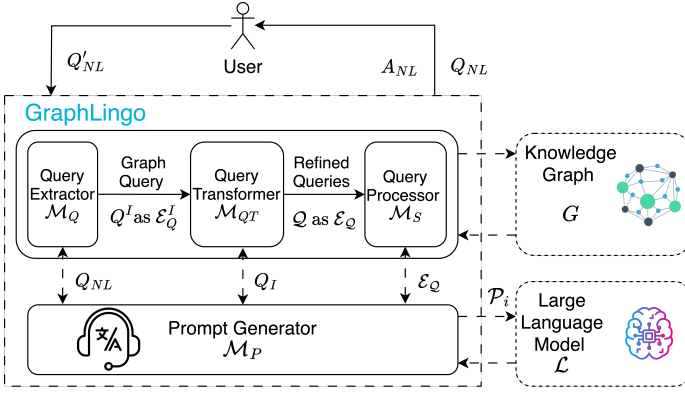 User
Q′_NL
A_NL Q_NL
GraphLingo
Query Extractor
ℳ_Q
Graph Query
Q^I as ℰ_Q^I
Query Transformer
ℳ_QT
Refined Queries
𝒬 as ℰ_𝒬
Query Processor
ℳ_S
Knowledge Graph
G
Q_NL
Q_I
ℰ_𝒬
𝒫_i
文/A
Prompt Generator
ℳ_P
Large Language Model
ℒ